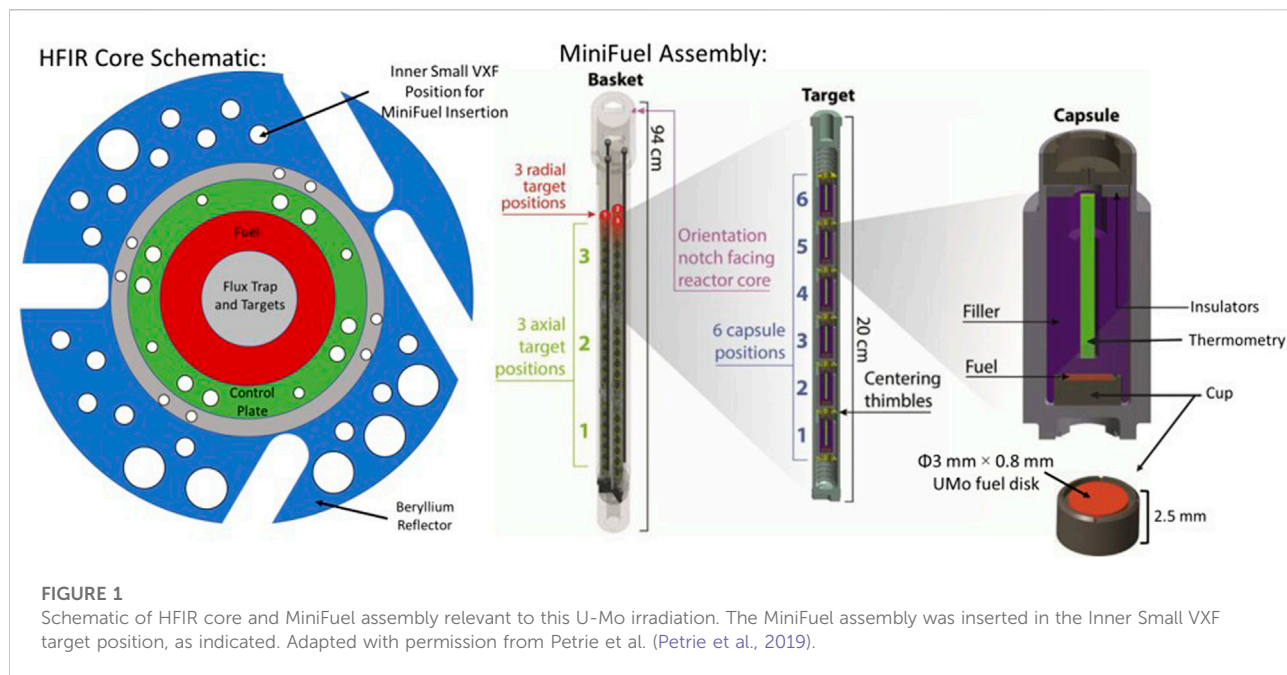 HFIR Core Schematic:
Inner Small VXF
Position for
MiniFuel Insertion
Fuel
Flux Trap
and Targets
Control
Plate
Beryllium
Reflector
MiniFuel Assembly:
Basket
94 cm
3 radial
target
positions
Orientation
notch facing
reactor core
3
3 axial
target
positions
2
1
Target
6
5
4
3
2
1
6 capsule
positions
20 cm
Centering
thimbles
Capsule
Filler
Insulators
Thermometry
Fuel
Cup
Φ3 mm × 0.8 mm
UMo fuel disk
2.5 mm
FIGURE 1
Schematic of HFIR core and MiniFuel assembly relevant to this U-Mo irradiation. The MiniFuel assembly was inserted in the Inner Small VXF
target position, as indicated. Adapted with permission from Petrie et al. (Petrie et al., 2019).